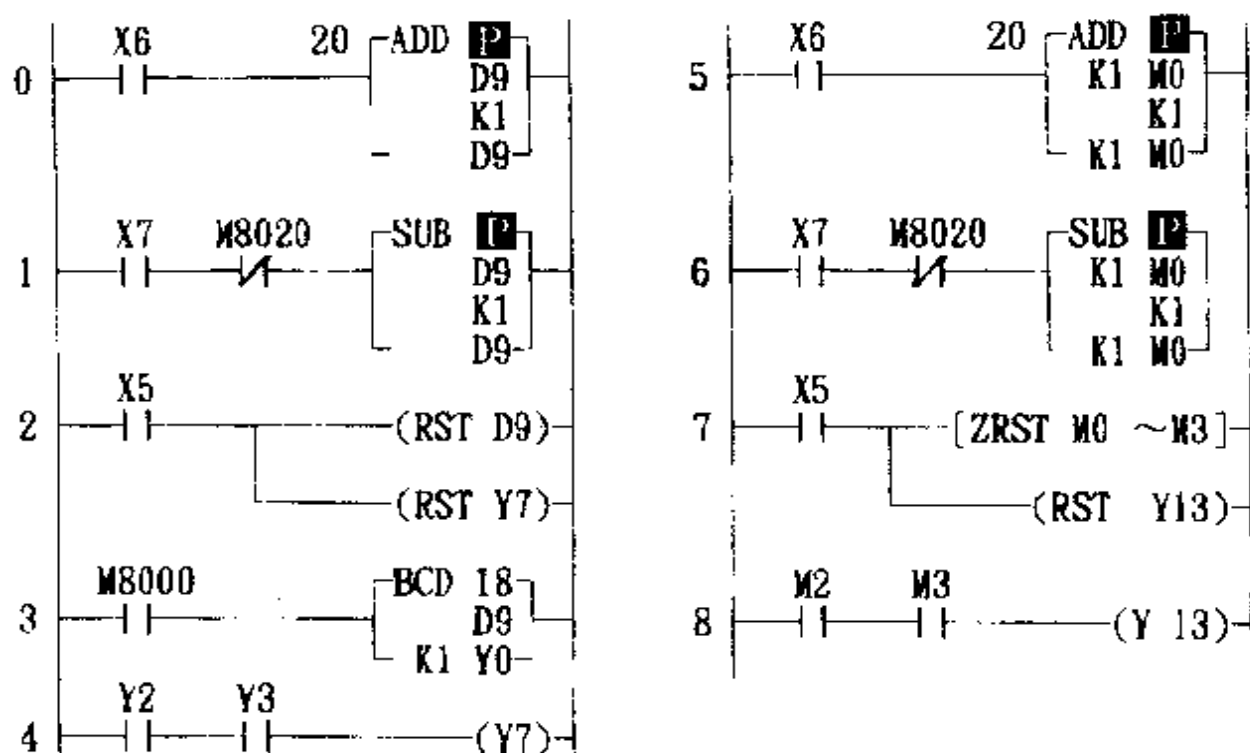 X6 20 ADD P
0 D9
K1
D9
X7 M8020 SUB P
1 D9
K1
D9
X5
2 (RST D9)
(RST Y7)
M8000 BCD 18
3 D9
K1 Y0
Y2 Y3
4 (Y7)
X6 20 ADD P
5 K1 M0
K1
K1 M0
X7 M8020 SUB P
6 K1 M0
K1
K1 M0
X5
7 [ZRST M0 ~M3]
(RST Y13)
M2 M3
8 (Y 13)